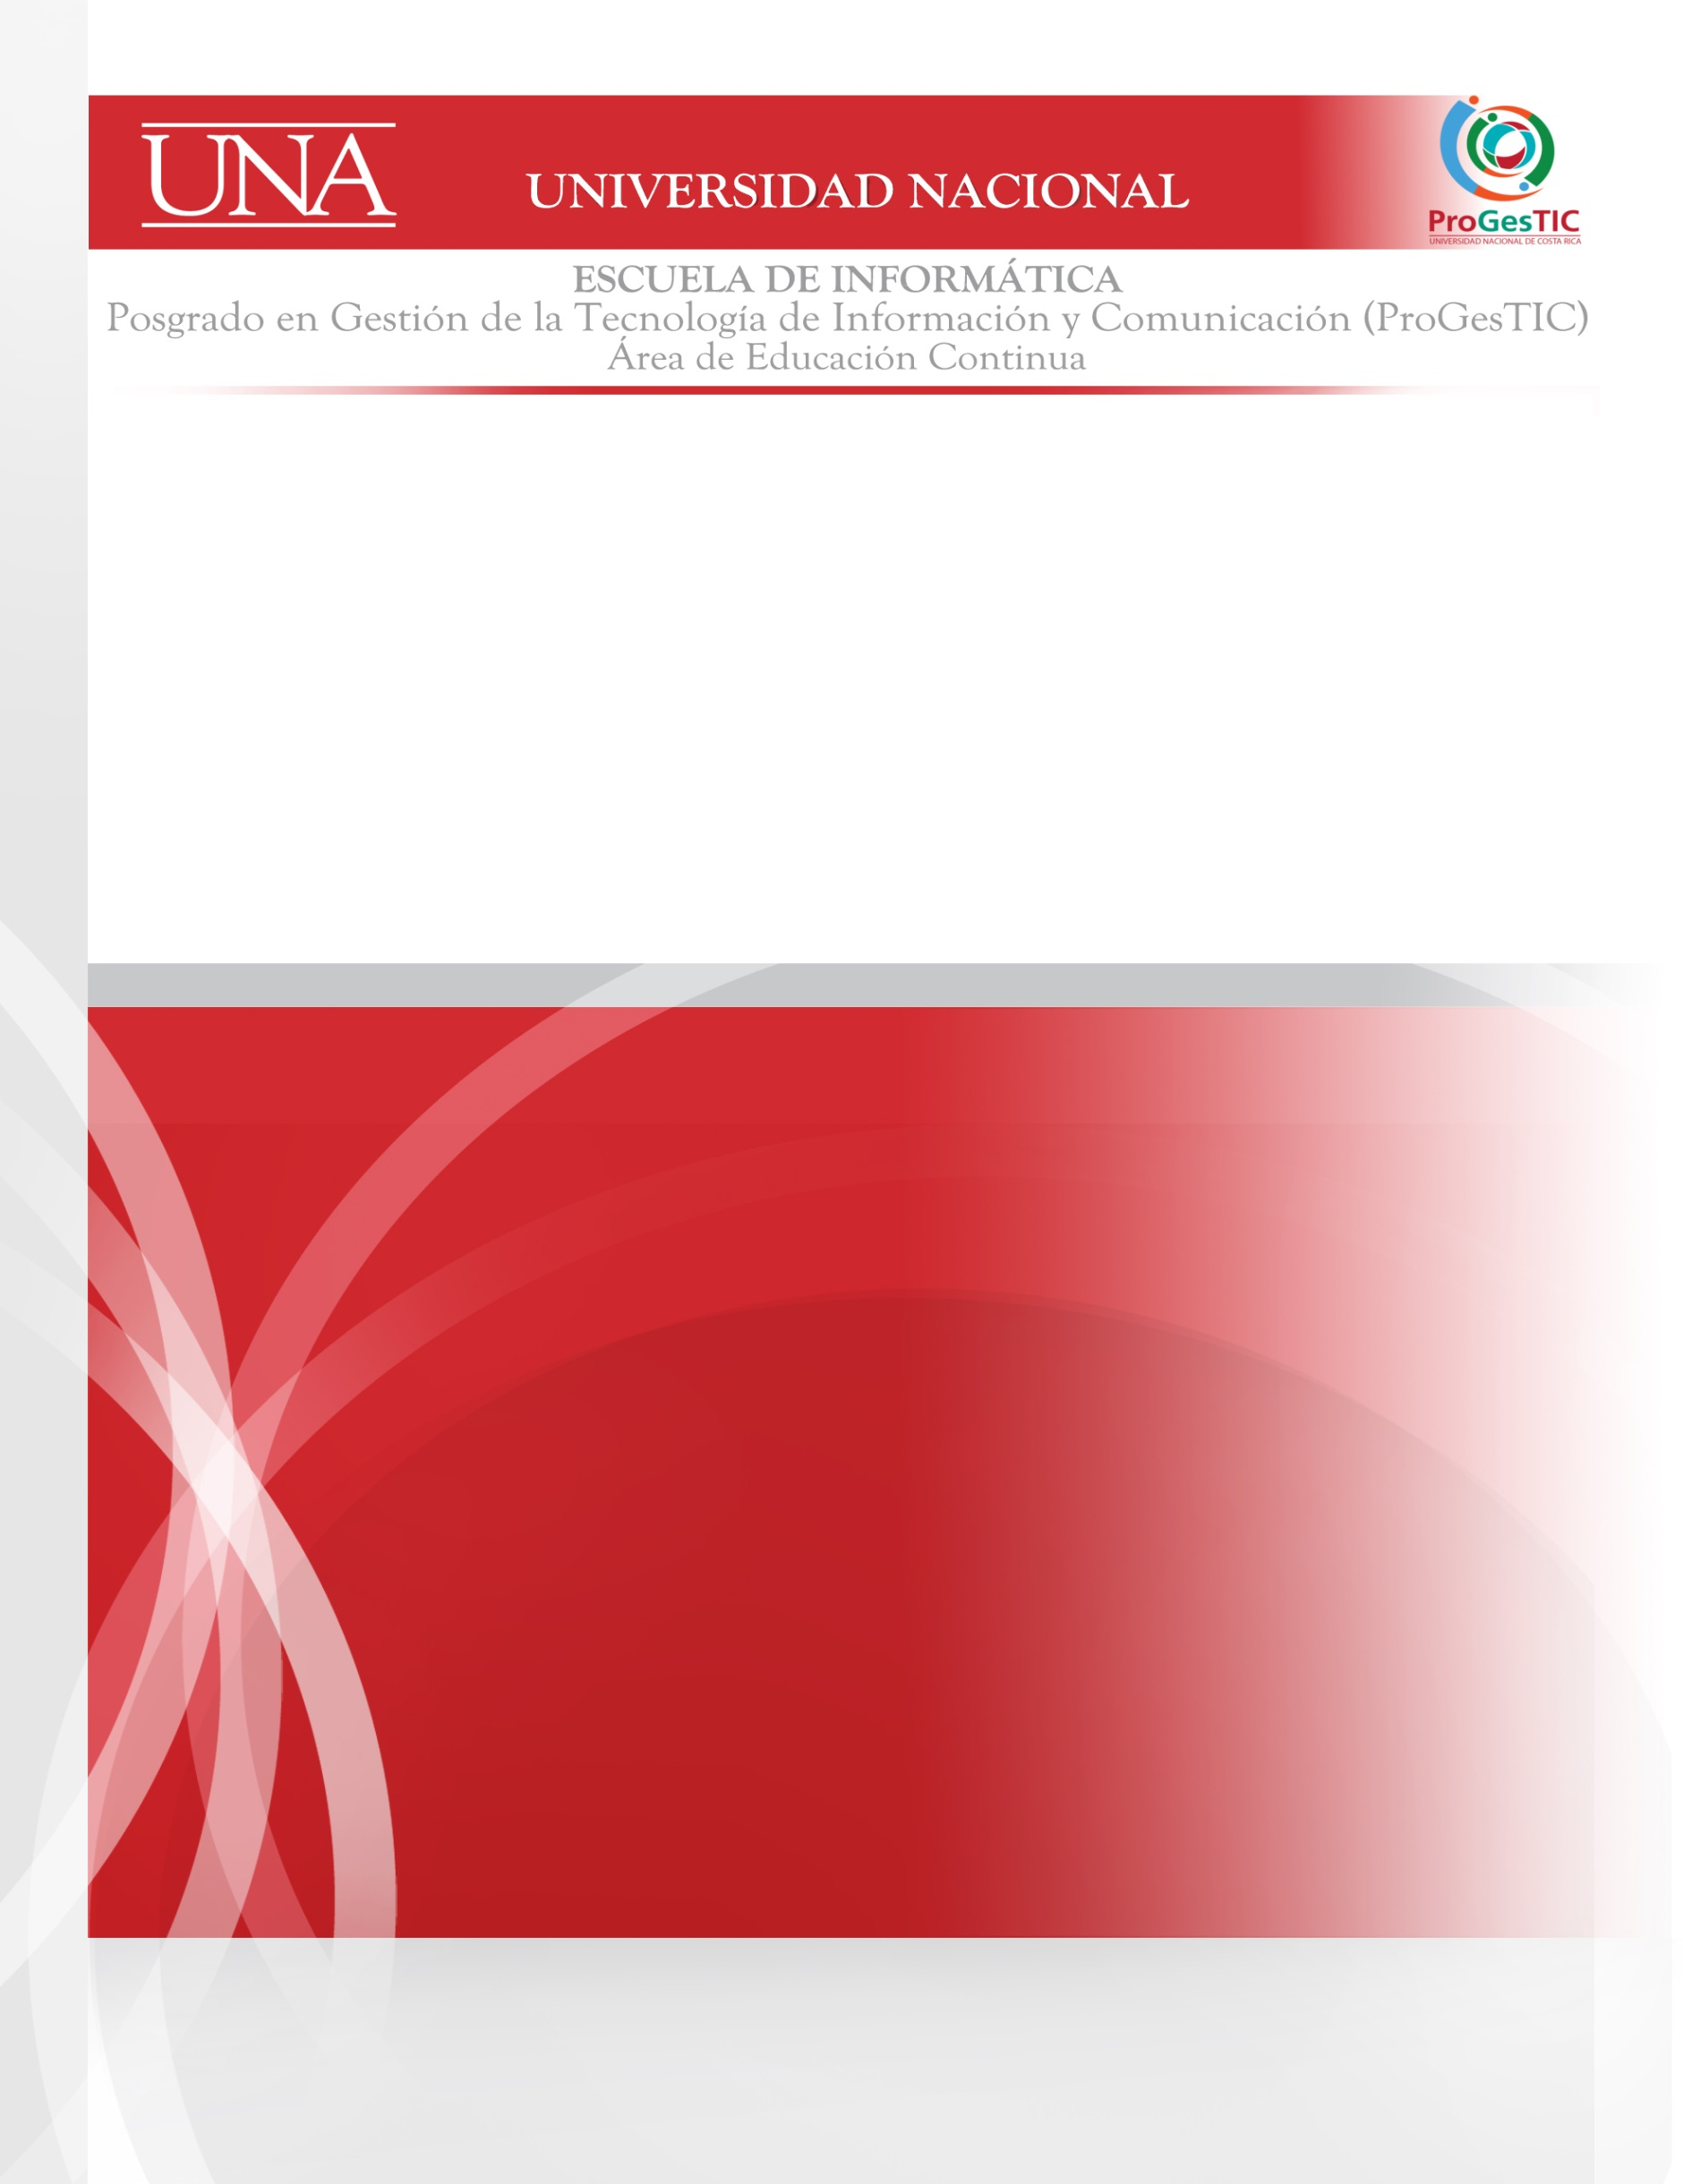 UNA
UNIVERSIDAD NACIONAL
ProGesTIC
UNIVERSIDAD NACIONAL DE COSTA RICA
ESCUELA DE INFORMÁTICA
Posgrado en Gestión de la Tecnología de Información y Comunicación (ProGesTIC)
Área de Educación Continua